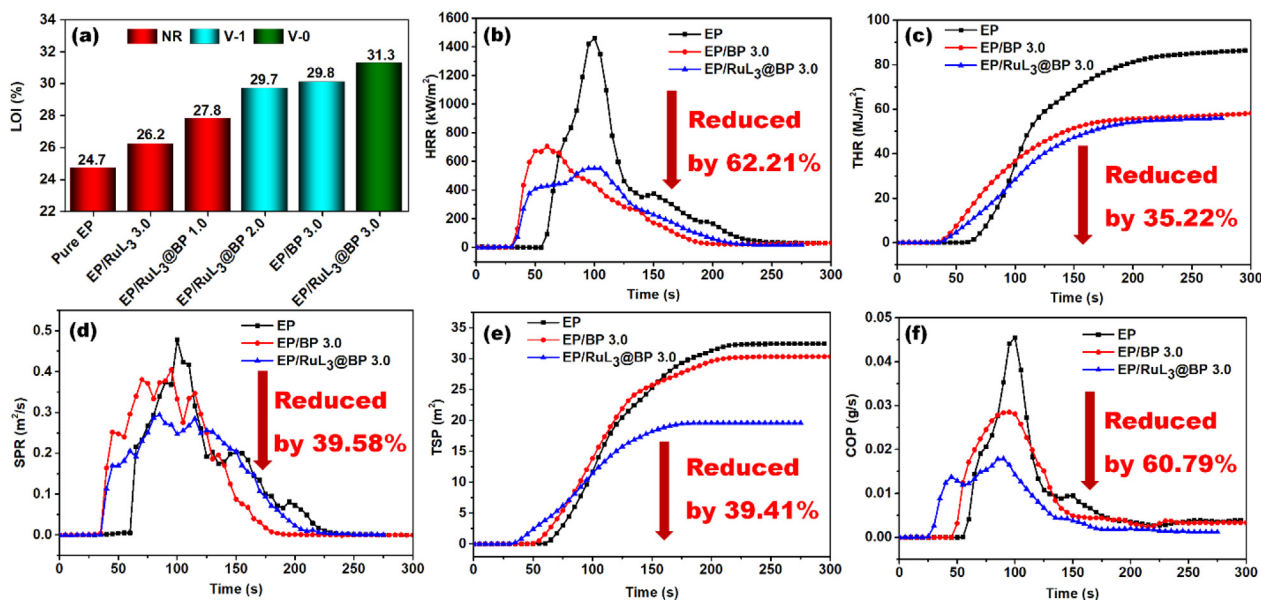 (a)
NR
V-1
V-0
LOI (%)
34
32
30
28
26
24
22
24.7
26.2
27.8
29.7
29.8
31.3
Pure EP
EP/RuL₃ 3.0
EP/RuL₃@BP 1.0
EP/RuL₃@BP 2.0
EP/BP 3.0
EP/RuL₃@BP 3.0
(b)
EP
EP/BP 3.0
EP/RuL₃@BP 3.0
Reduced
by 62.21%
HRR (kW/m²)
1600
1400
1200
1000
800
600
400
200
0
0 50 100 150 200 250 300
Time (s)
(c)
EP
EP/BP 3.0
EP/RuL₃@BP 3.0
Reduced
by 35.22%
THR (MJ/m²)
100
80
60
40
20
0
0 50 100 150 200 250 300
Time (s)
(d)
EP
EP/BP 3.0
EP/RuL₃@BP 3.0
Reduced
by 39.58%
SPR (m²/s)
0.5
0.4
0.3
0.2
0.1
0.0
0 50 100 150 200 250 300
Time (s)
(e)
EP
EP/BP 3.0
EP/RuL₃@BP 3.0
Reduced
by 39.41%
TSP (m²)
35
30
25
20
15
10
5
0
0 50 100 150 200 250 300
Time (s)
(f)
EP
EP/BP 3.0
EP/RuL₃@BP 3.0
Reduced
by 60.79%
COP (g/s)
0.05
0.04
0.03
0.02
0.01
0.00
0 50 100 150 200 250 300
Time (s)